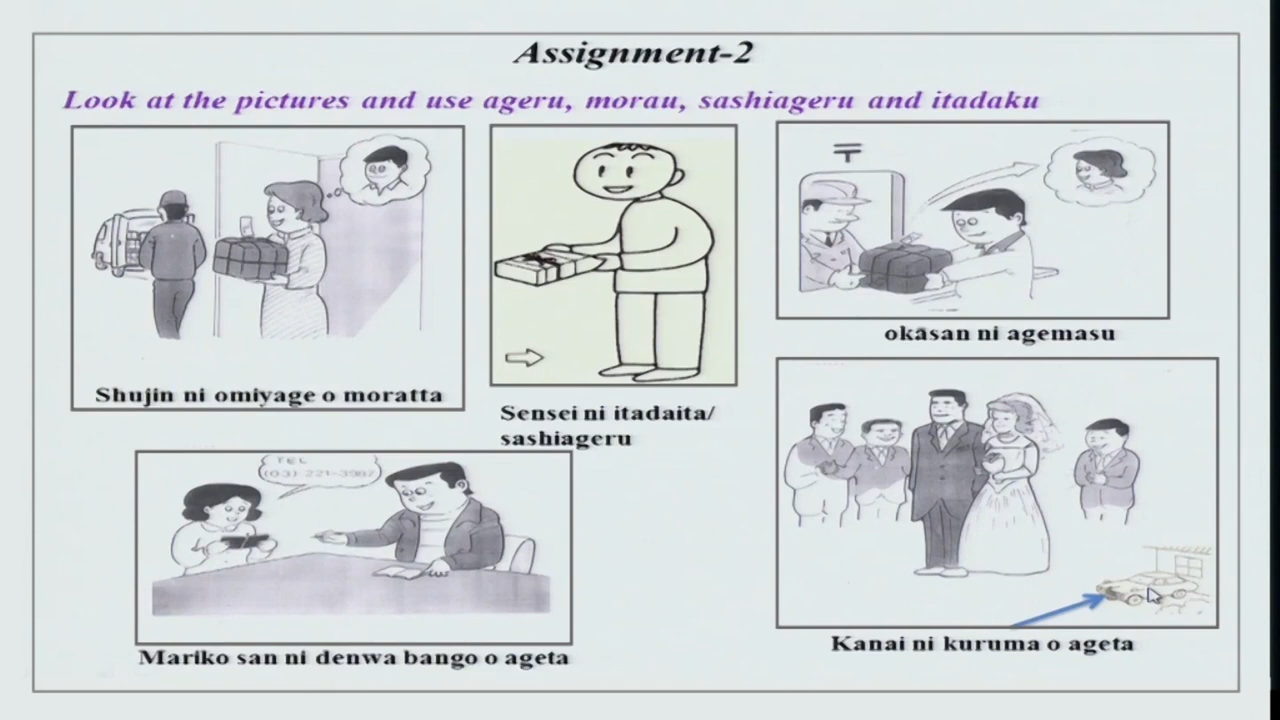 Assignment-2
Look at the pictures and use ageru, morau, sashiageru and itadaku
〒
Shujin ni omiyage o moratta
Sensei ni itadaita/
sashiageru
okasan ni agemasu
TEL
(03) 221-3987
Mariko san ni denwa bango o ageta
Kanai ni kuruma o ageta